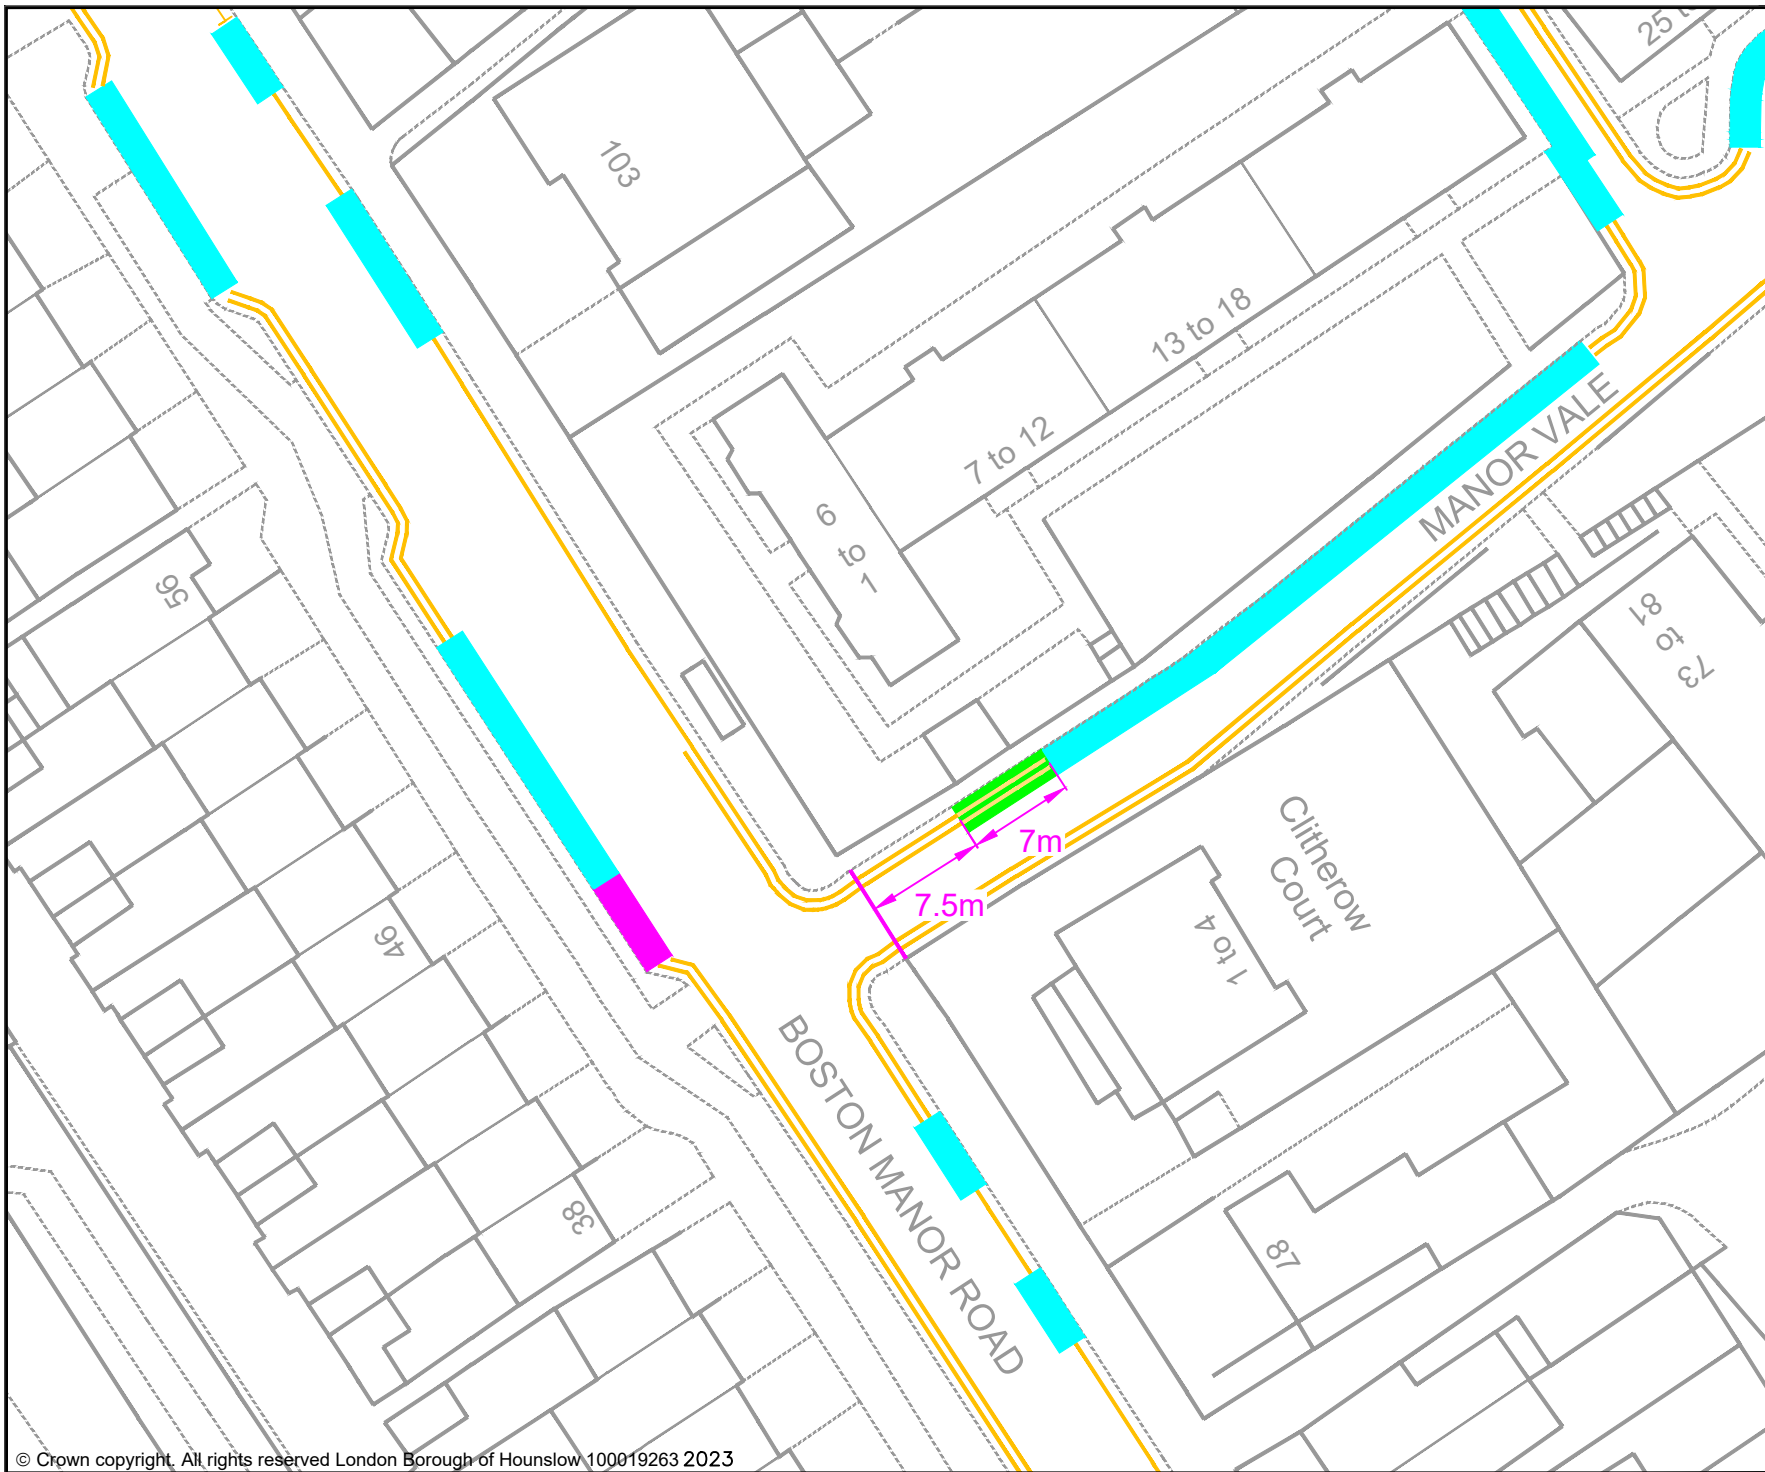 25 to
103
13 to 18
7 to 12
6
to
1
MANOR VALE
56
81
to
73
7m
7.5m
Clitherow
Court
1 to 4
46
BOSTON MANOR ROAD
38
87
© Crown copyright. All rights reserved London Borough of Hounslow 100019263 2023